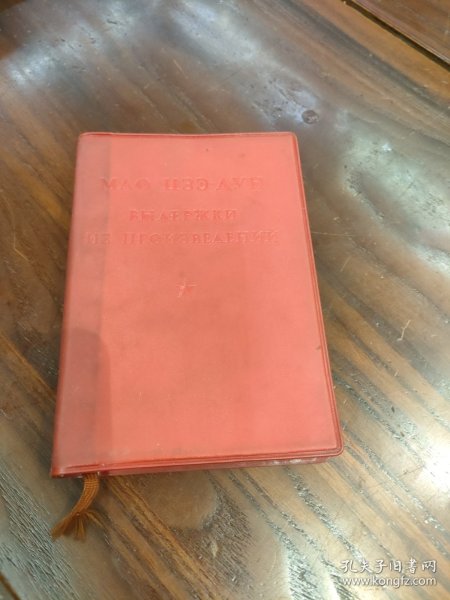 МАО ЦЗЭ-ДУН
ВЫДЕРЖКИ
ИЗ ПРОИЗВЕДЕНИЙ
孔夫子旧书网
www.kongfz.com